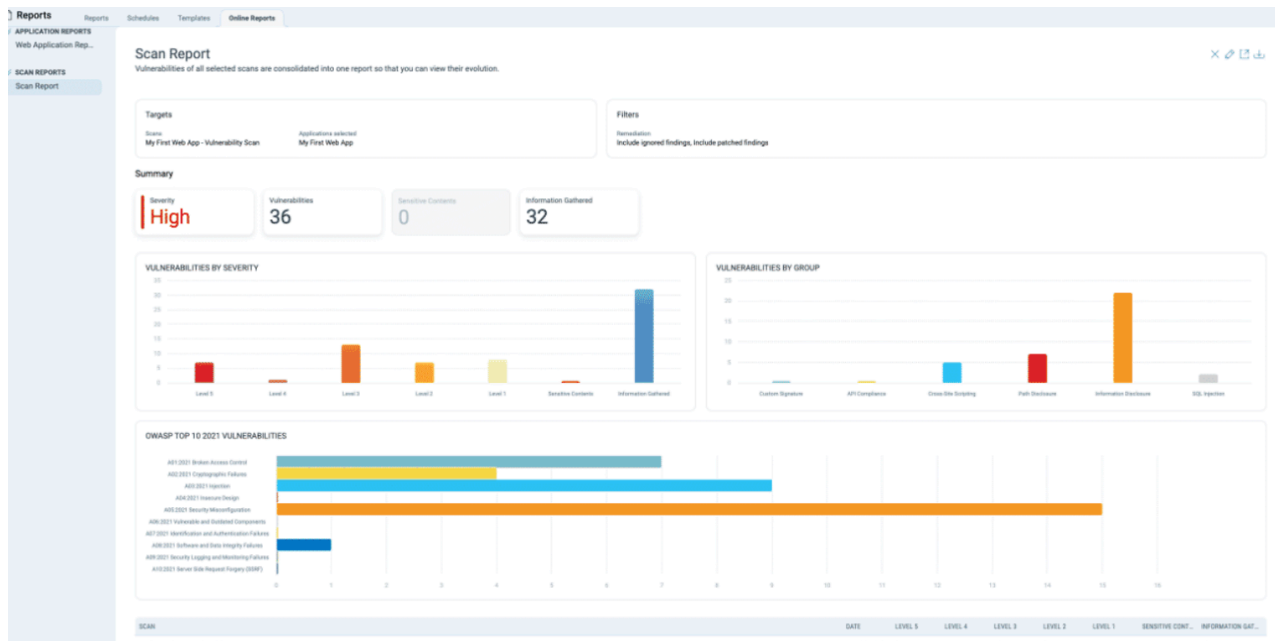 Reports
Reports Schedules Templates Online Reports
APPLICATION REPORTS
Web Application Rep...
SCAN REPORTS
Scan Report
Scan Report
Vulnerabilities of all selected scans are consolidated into one report so that you can view their evolution.
Targets
Scans Applications selected
My First Web App - Vulnerability Scan My First Web App
Filters
Remediation
Include ignored findings, Include patched findings
Summary
Severity
High
Vulnerabilities
36
Sensitive Contents
0
Information Gathered
32
VULNERABILITIES BY SEVERITY
35
30
25
20
15
10
5
0
Level 5 Level 4 Level 3 Level 2 Level 1 Sensitive Contents Information Gathered
VULNERABILITIES BY GROUP
25
20
15
10
5
0
Custom Signature API Compliance Cross-Site Scripting Path Disclosure Information Disclosure SQL Injection
OWASP TOP 10 2021 VULNERABILITIES
A01:2021 Broken Access Control
A02:2021 Cryptographic Failures
A03:2021 Injection
A04:2021 Insecure Design
A05:2021 Security Misconfiguration
A06:2021 Vulnerable and Outdated Components
A07:2021 Identification and Authentication Failures
A08:2021 Software and Data Integrity Failures
A09:2021 Security Logging and Monitoring Failures
A10:2021 Server Side Request Forgery (SSRF)
0 1 2 3 4 5 6 7 8 9 10 11 12 13 14 15 16
SCAN DATE LEVEL 5 LEVEL 4 LEVEL 3 LEVEL 2 LEVEL 1 SENSITIVE CONT... INFORMATION GAT...